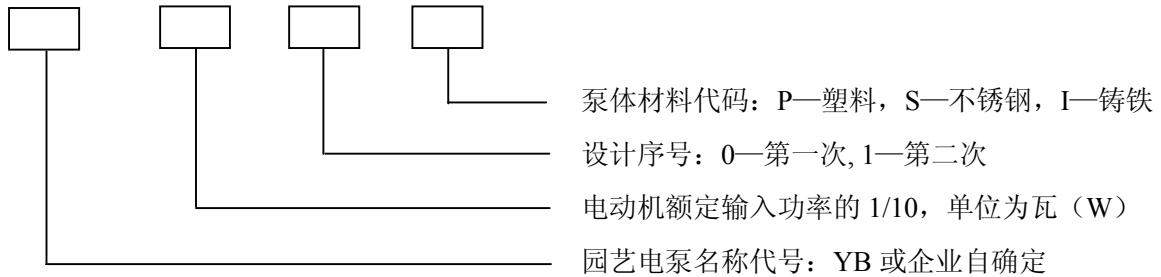 泵体材料代码：P—塑料，S—不锈钢，I—铸铁
设计序号：0—第一次, 1—第二次
电动机额定输入功率的 1/10，单位为瓦（W）
园艺电泵名称代号：YB 或企业自确定